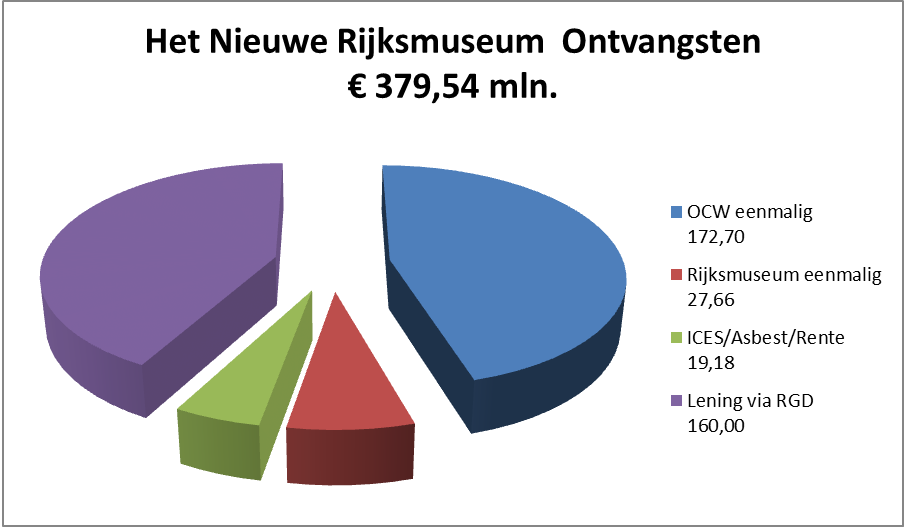 Het Nieuwe Rijksmuseum Ontvangsten
€ 379,54 mln.
OCW eenmalig
172,70
Rijksmuseum eenmalig
27,66
ICES/Asbest/Rente
19,18
Lening via RGD
160,00